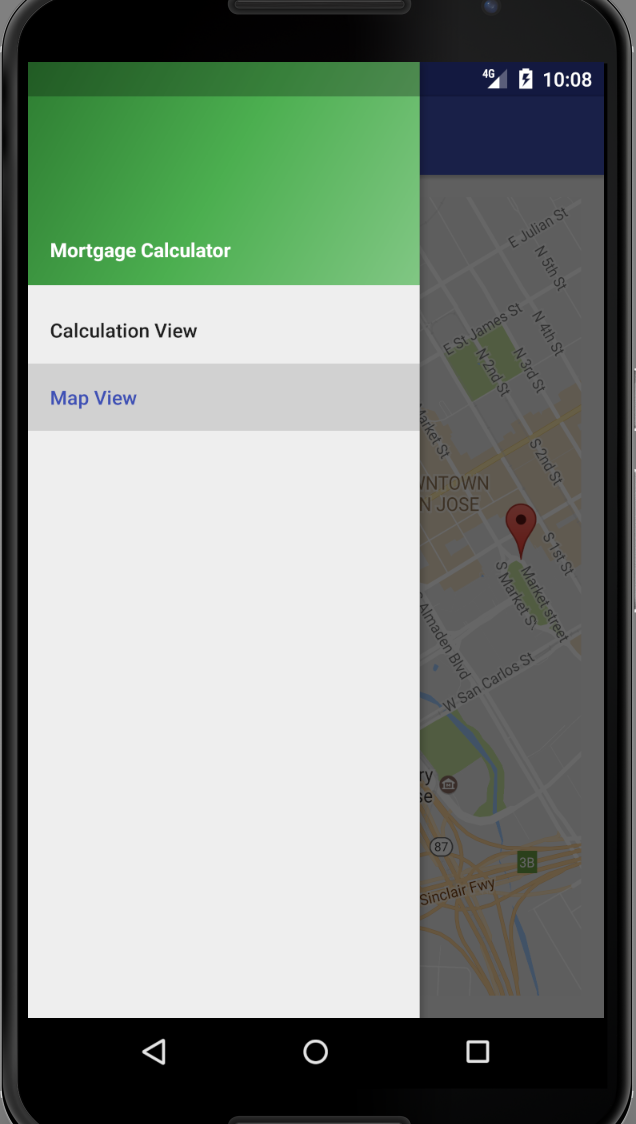 4G 10:08
Mortgage Calculator
Calculation View
Map View
E Julian St
N 5th St
E St James St
N 4th St
N 3rd St
N 2nd St
Market St
S 2nd St
WNTOWN
N JOSE
S 1st St
S Market S
Market street
Almaden Blvd
W San Carlos St
ry
se
87
3B
Sinclair Fwy